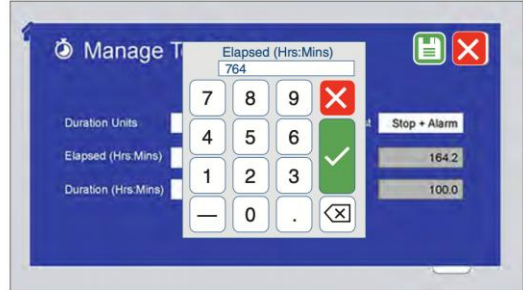 Manage T
Elapsed (Hrs:Mins)
764
7 8 9
4 5 6
1 2 3
— 0 .
Duration Units
Stop + Alarm
Elapsed (Hrs:Mins)
164.2
Duration (Hrs:Mins)
100.0